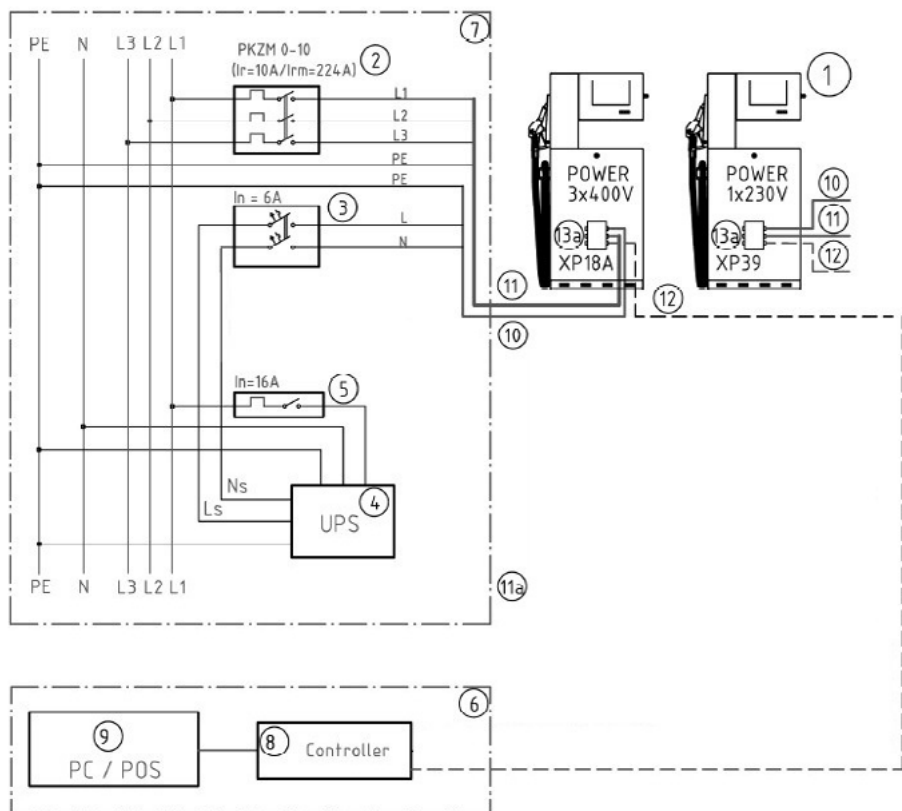 PE N L3 L2 L1
7
PKZM 0-10
(Ir=10A/Irm=224A)
2
L1
L2
L3
PE
PE
In = 6A
3
L
N
11
10
In=16A
5
Ns
Ls
4
UPS
PE N L3 L2 L1
11a
1
POWER
3x400V
13a
XP18A
12
POWER
1x230V
13a
XP39
10
11
12
6
9
PC / POS
8
Controller